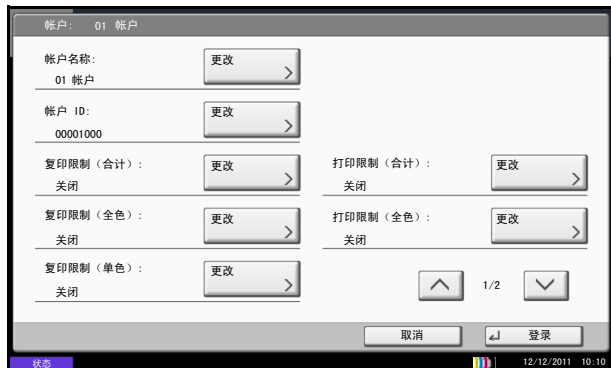 帐户: 01 帐户
帐户名称:
01 帐户
更改
帐户 ID:
00001000
更改
复印限制（合计）:
关闭
更改
打印限制（合计）:
关闭
更改
复印限制（全色）:
关闭
更改
打印限制（全色）:
关闭
更改
复印限制（单色）:
关闭
更改
1/2
取消
登录
状态
12/12/2011 10:10